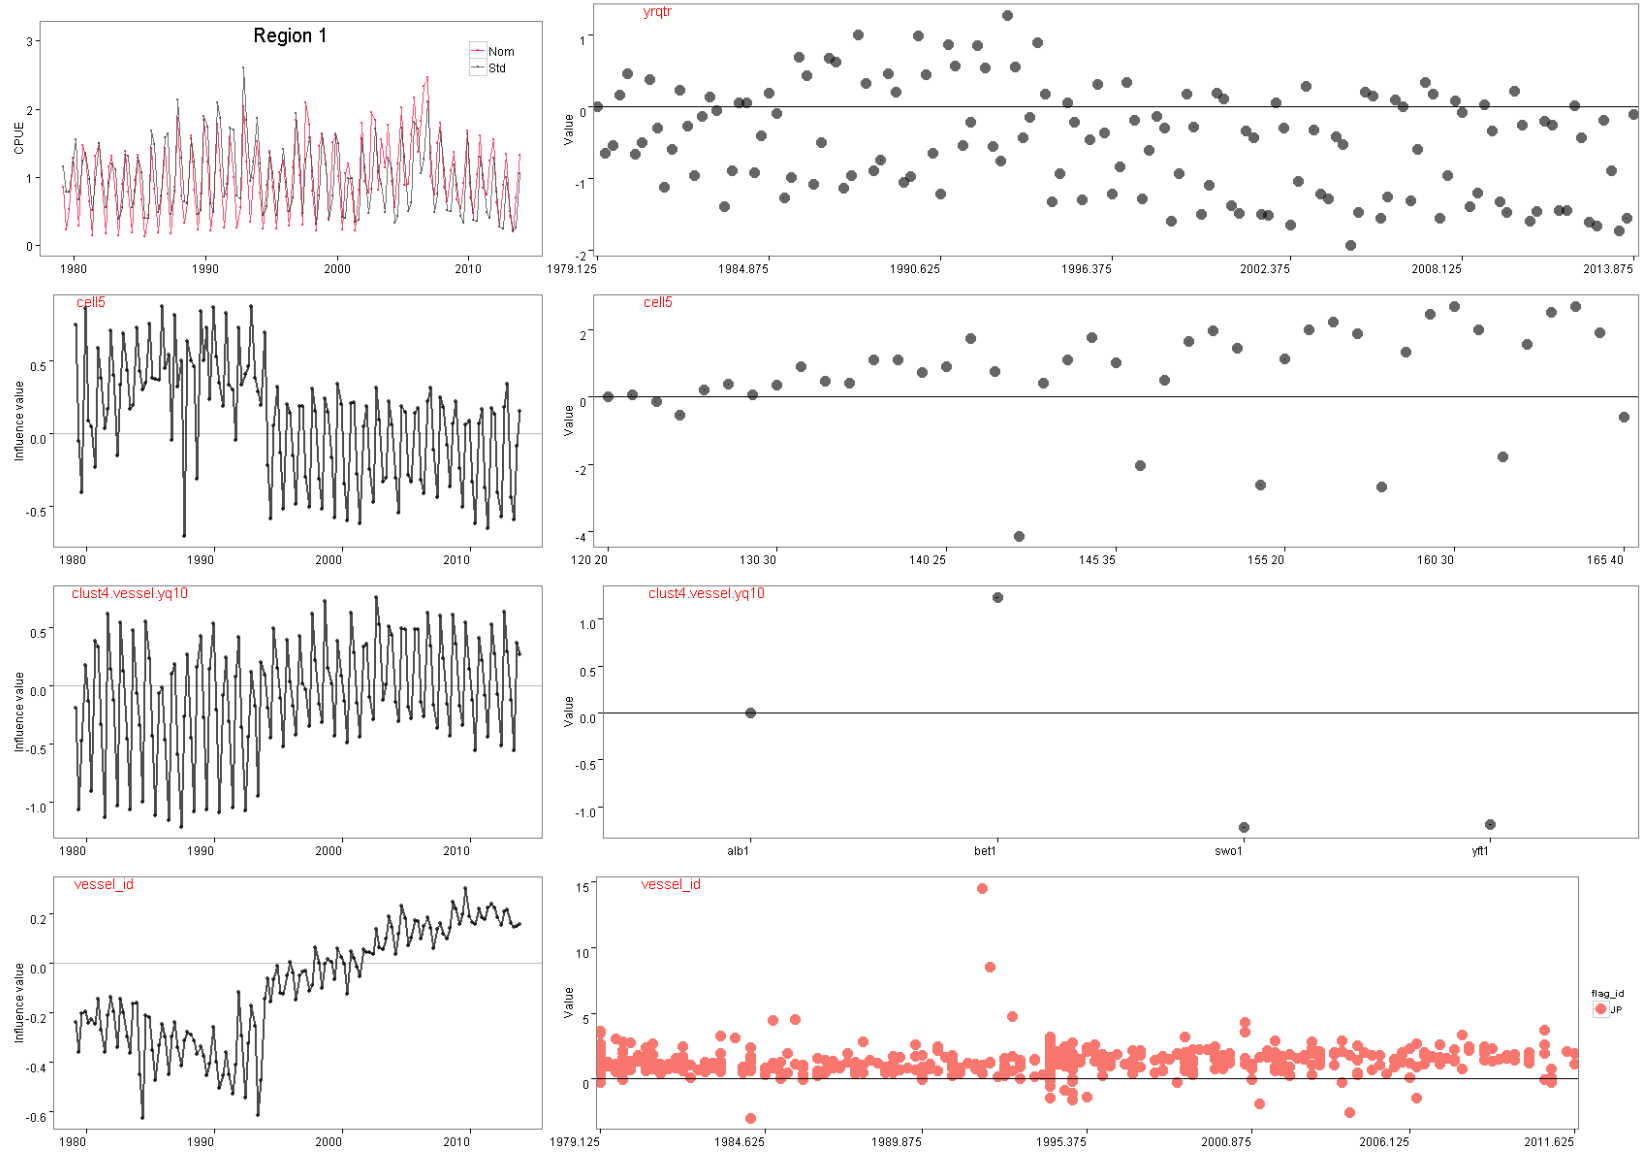 Region 1
Nom
Std
CPUE
3
2
1
0
1980 1990 2000 2010
yrqtr
Value
1
0
-1
-2
1979.125 1984.875 1990.625 1996.375 2002.375 2008.125 2013.875
cell5
Influence value
0.5
0.0
-0.5
1980 1990 2000 2010
cell5
Value
2
0
-2
-4
120 20 130 30 140 25 145 35 155 20 160 30 165 40
clust4.vessel.yq10
Influence value
0.5
0.0
-0.5
-1.0
1980 1990 2000 2010
clust4.vessel.yq10
Value
1.0
0.5
0.0
-0.5
-1.0
alb1 bet1 swo1 yft1
vessel_id
Influence value
0.2
0.0
-0.2
-0.4
-0.6
1980 1990 2000 2010
vessel_id
Value
15
10
5
0
1979.125 1984.625 1989.875 1995.375 2000.875 2006.125 2011.625
flag_id
JP